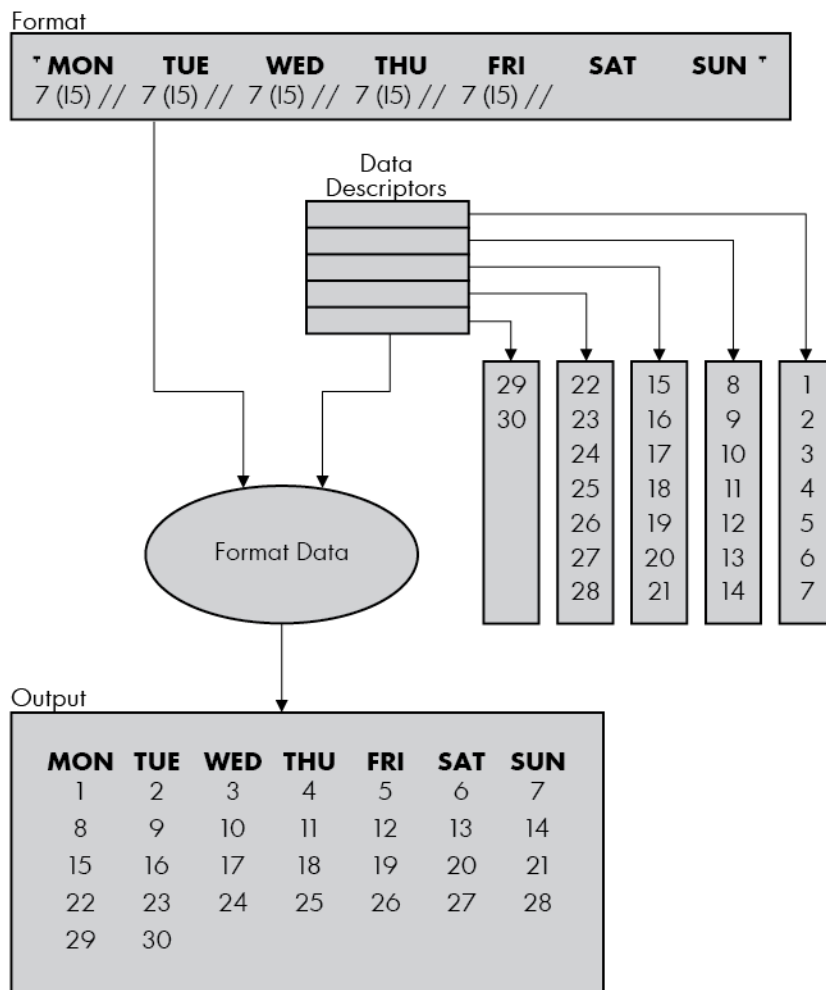 Format
' MON TUE WED THU FRI SAT SUN '
7 (I5) // 7 (I5) // 7 (I5) // 7 (I5) // 7 (I5) //
Data
Descriptors
29 22 15 8 1
30 23 16 9 2
24 17 10 3
25 18 11 4
26 19 12 5
27 20 13 6
28 21 14 7
Format Data
Output
MON TUE WED THU FRI SAT SUN
1 2 3 4 5 6 7
8 9 10 11 12 13 14
15 16 17 18 19 20 21
22 23 24 25 26 27 28
29 30